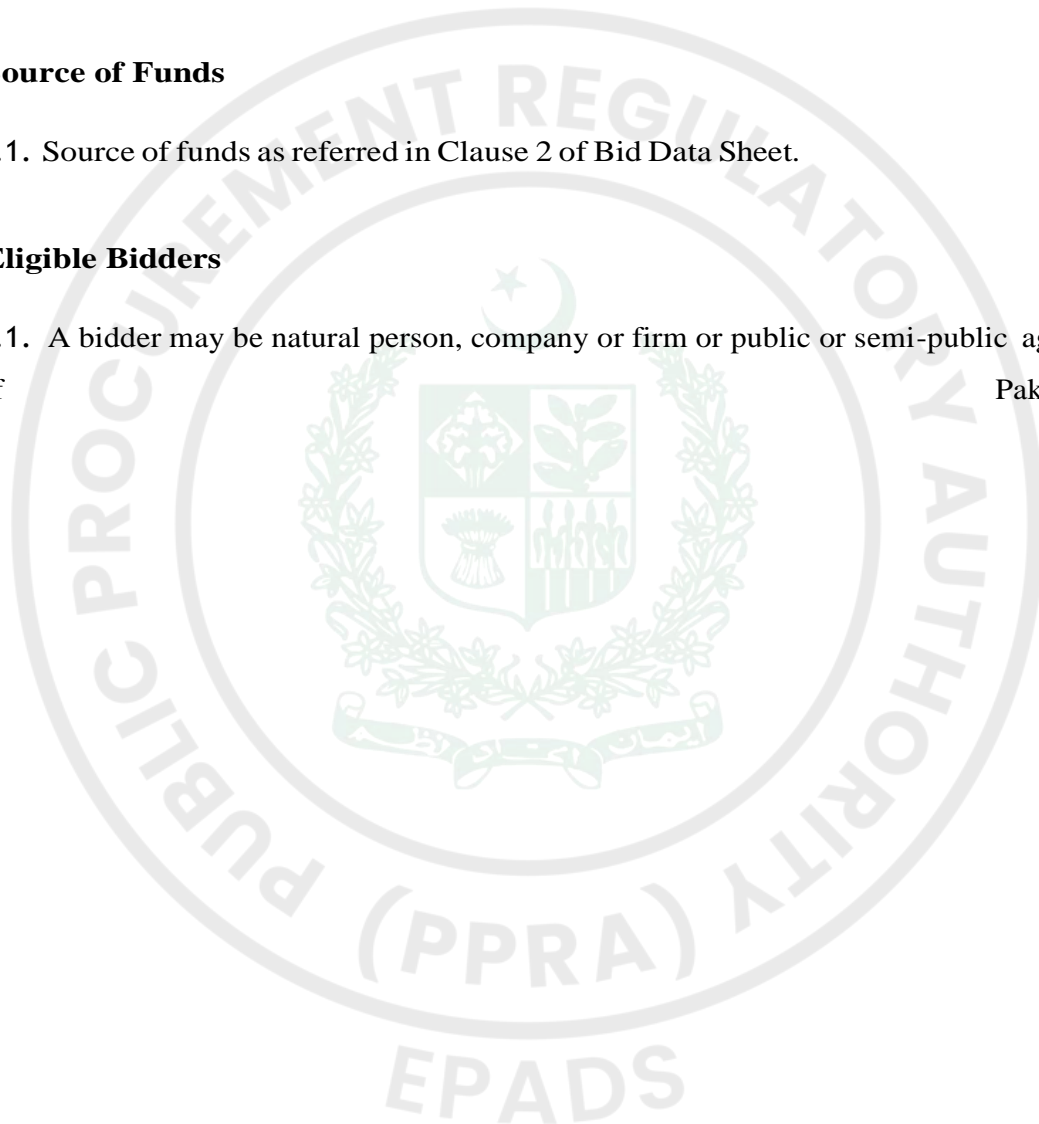 ource of Funds
.1. Source of funds as referred in Clause 2 of Bid Data Sheet.
Eligible Bidders
.1. A bidder may be natural person, company or firm or public or semi-public ag
f Pak
PUBLIC PROCUREMENT REGULATORY AUTHORITY
(PPRA)
EPADS